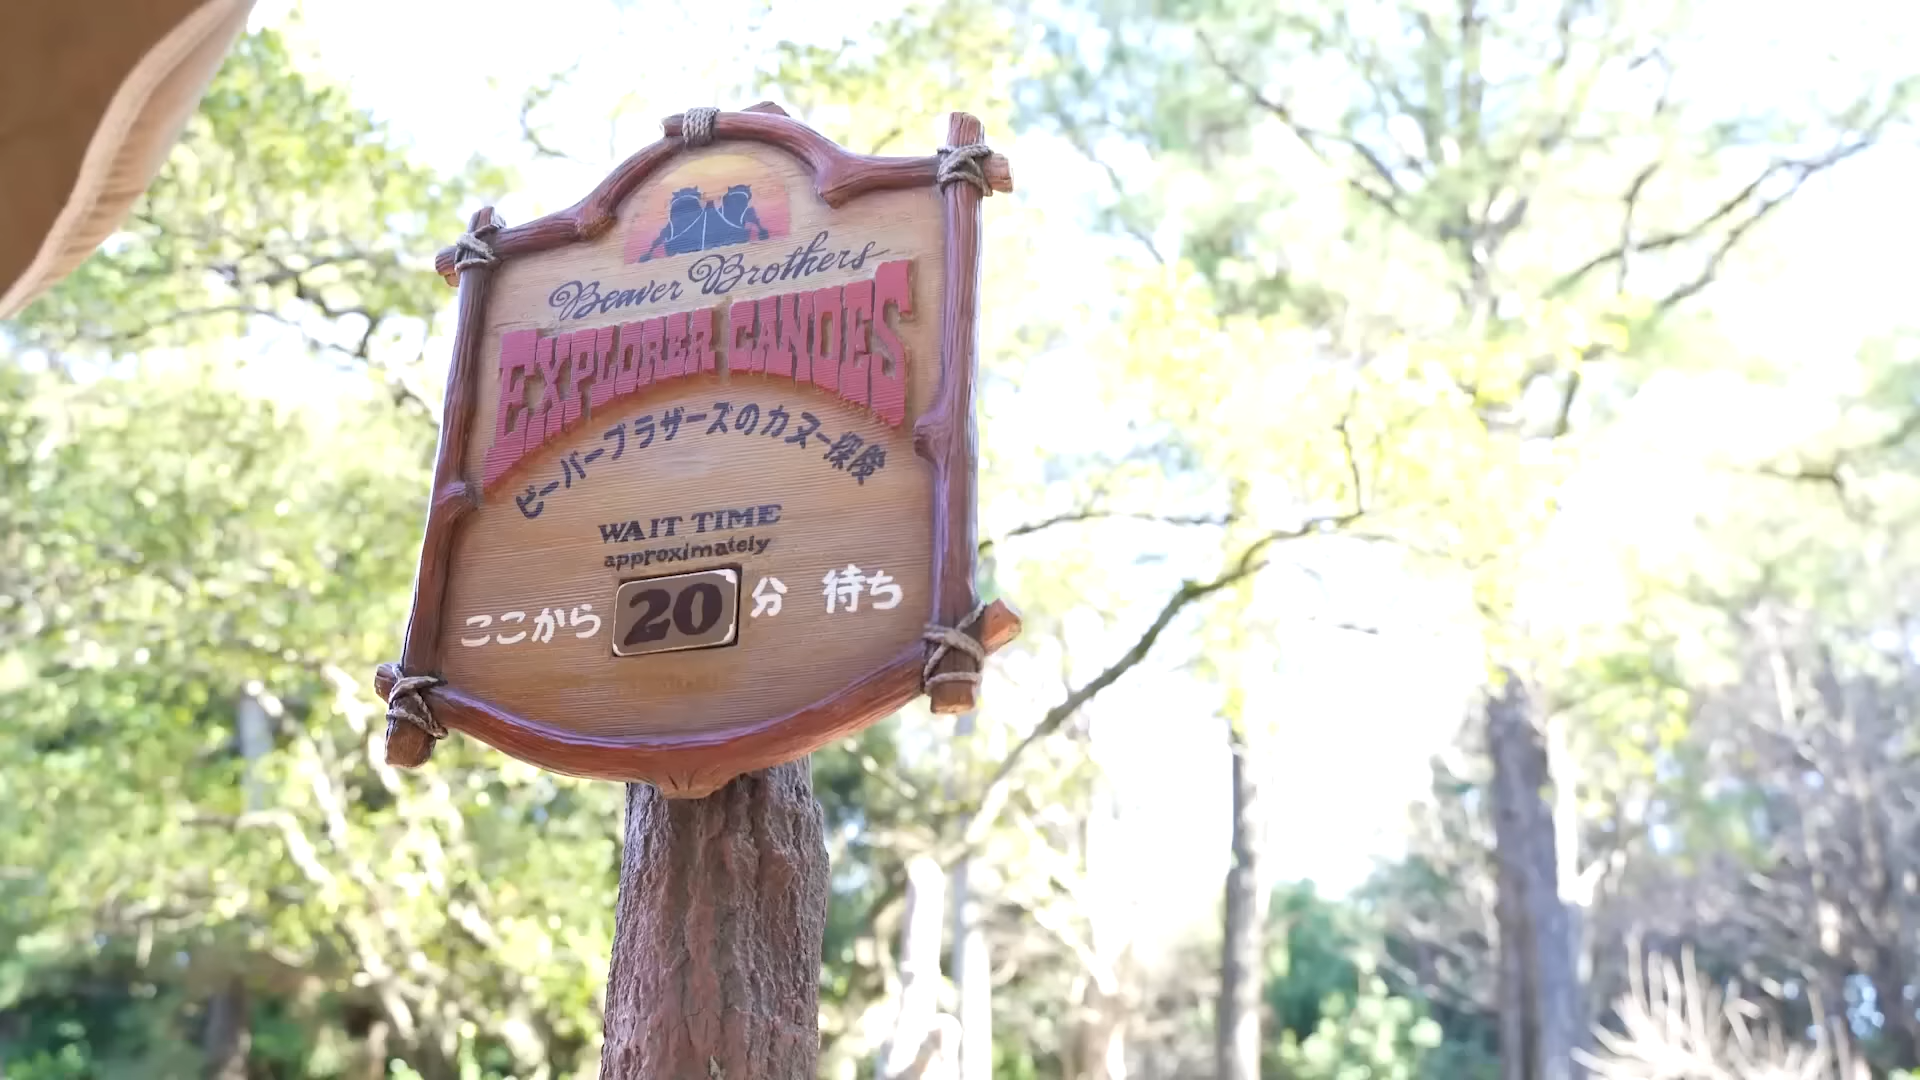 Beaver Brothers
EXPLORER CANOES
ビーバーブラザーズのカヌー探険
WAIT TIME
approximately
ここから 20 分 待ち